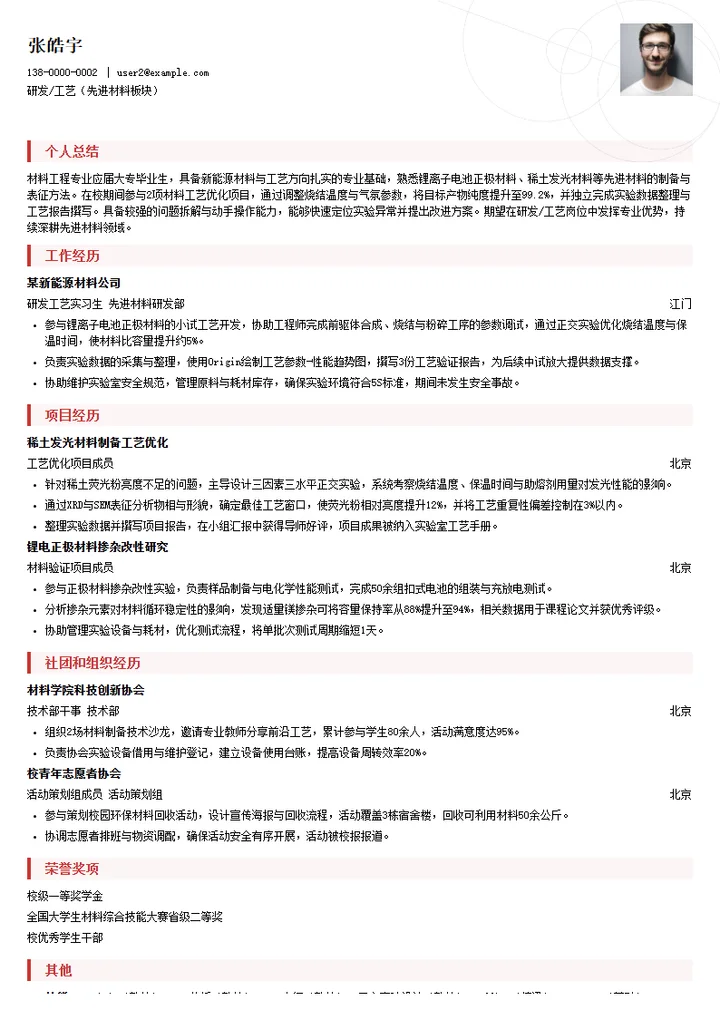 张皓宇
138-0000-0002 | user2@example.com
研发/工艺（先进材料板块）
个人总结
材料工程专业应届大专毕业生，具备新能源材料与工艺方向扎实的专业基础，熟悉锂离子电池正极材料、稀土发光材料等先进材料的制备与
表征方法。在校期间参与2项材料工艺优化项目，通过调整烧结温度与气氛参数，将目标产物纯度提升至99.2%，并独立完成实验数据整理与
工艺报告撰写。具备较强的问题拆解与动手操作能力，能够快速定位实验异常并提出改进方案。期望在研发/工艺岗位中发挥专业优势，持
续深耕先进材料领域。
工作经历
某新能源材料公司
研发工艺实习生 先进材料研发部 江门
• 参与锂离子电池正极材料的小试工艺开发，协助工程师完成前驱体合成、烧结与粉碎工序的参数调试，通过正交实验优化烧结温度与保
温时间，使材料比容量提升约5%。
• 负责实验数据的采集与整理，使用Origin绘制工艺参数-性能趋势图，撰写3份工艺验证报告，为后续中试放大提供数据支撑。
• 协助维护实验室安全规范，管理原料与耗材库存，确保实验环境符合5S标准，期间未发生安全事故。
项目经历
稀土发光材料制备工艺优化
工艺优化项目成员 北京
• 针对稀土荧光粉亮度不足的问题，主导设计三因素三水平正交实验，系统考察烧结温度、保温时间与助熔剂用量对发光性能的影响。
• 通过XRD与SEM表征分析物相与形貌，确定最佳工艺窗口，使荧光粉相对亮度提升12%，并将工艺重复性偏差控制在3%以内。
• 整理实验数据并撰写项目报告，在小组汇报中获得导师好评，项目成果被纳入实验室工艺手册。
锂电正极材料掺杂改性研究
材料验证项目成员 北京
• 参与正极材料掺杂改性实验，负责样品制备与电化学性能测试，完成50余组扣式电池的组装与充放电测试。
• 分析掺杂元素对材料循环稳定性的影响，发现适量镁掺杂可将容量保持率从88%提升至94%，相关数据用于课程论文并获优秀评级。
• 协助管理实验设备与耗材，优化测试流程，将单批次测试周期缩短1天。
社团和组织经历
材料学院科技创新协会
技术部干事 技术部 北京
• 组织2场材料制备技术沙龙，邀请专业教师分享前沿工艺，累计参与学生80余人，活动满意度达95%。
• 负责协会实验设备借用与维护登记，建立设备使用台账，提高设备周转效率20%。
校青年志愿者协会
活动策划组成员 活动策划组 北京
• 参与策划校园环保材料回收活动，设计宣传海报与回收流程，活动覆盖3栋宿舍楼，回收可利用材料50余公斤。
• 协调志愿者排班与物资调配，确保活动安全有序开展，活动被校报报道。
荣誉奖项
校级一等奖学金
全国大学生材料综合技能大赛省级二等奖
校优秀学生干部
其他